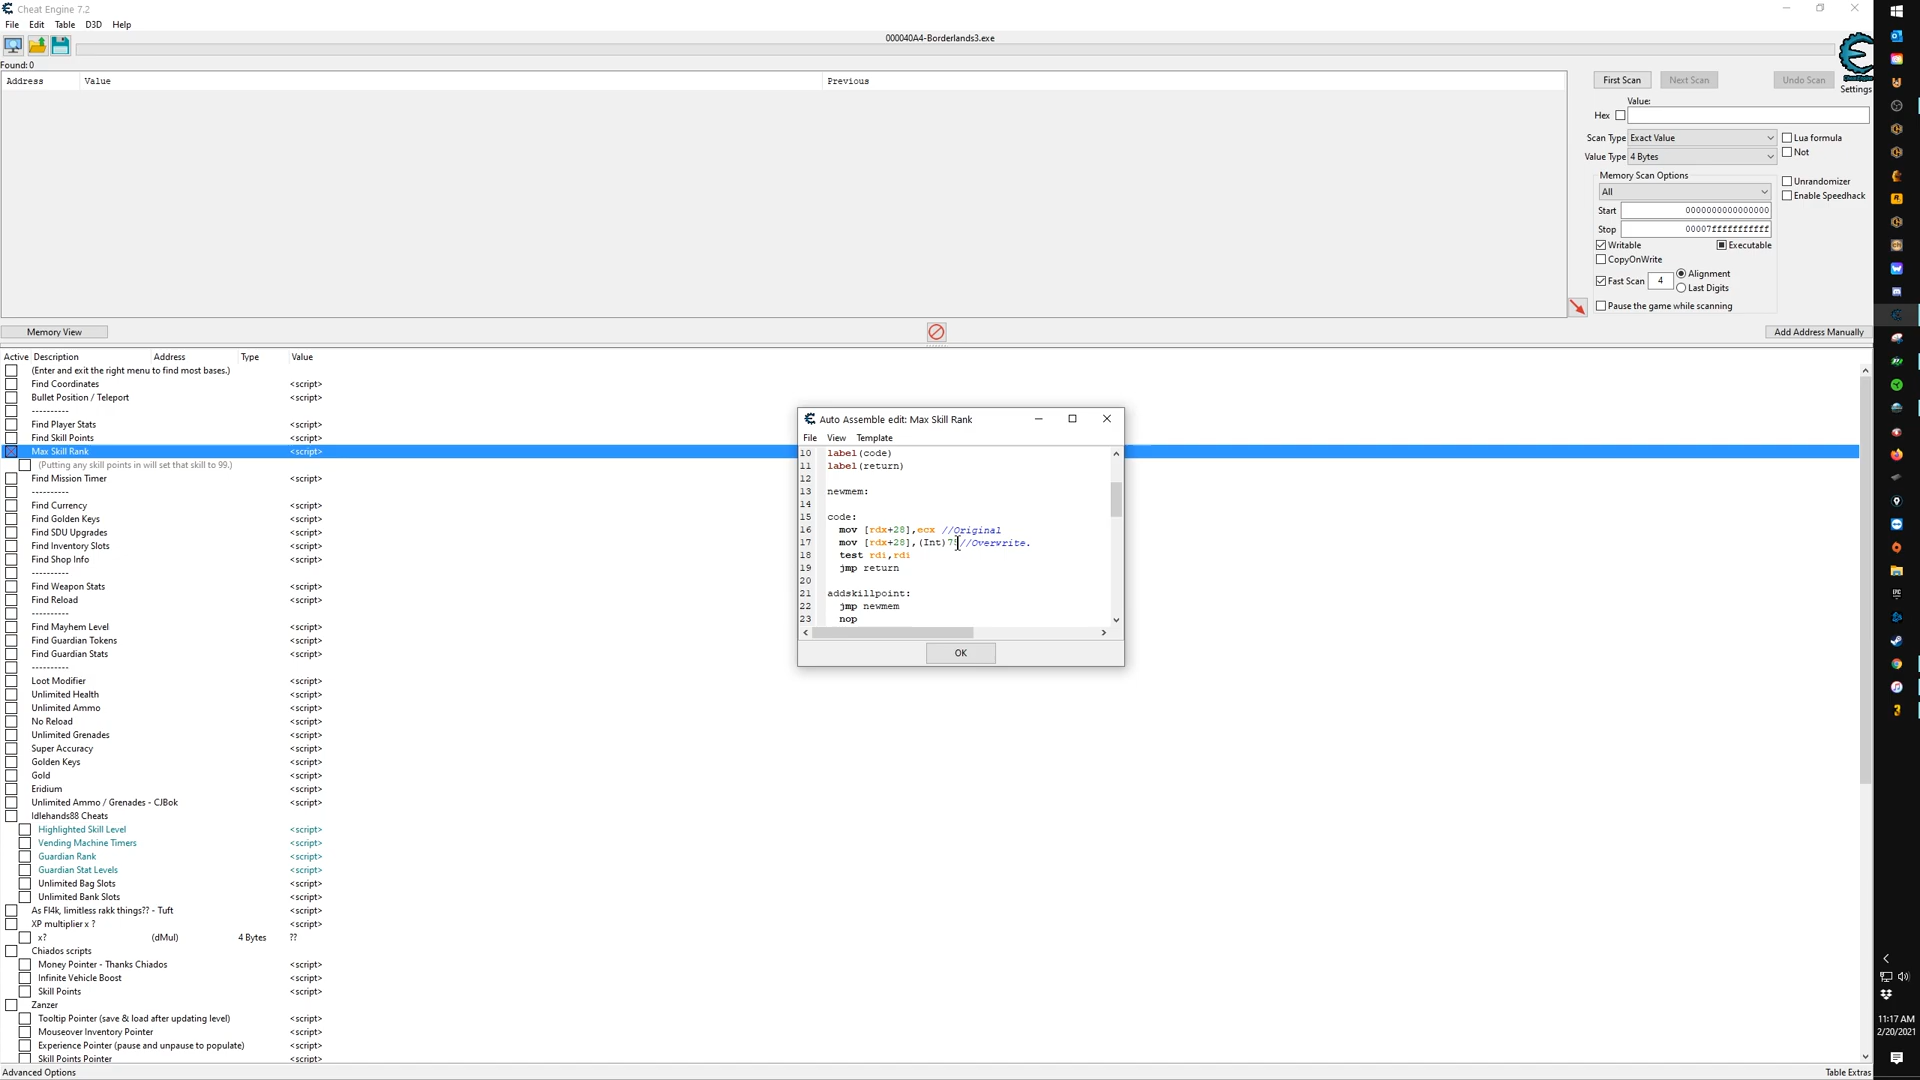 Cheat Engine 7.2
File Edit Table D3D Help
000040A4-Borderlands3.exe
Found: 0
Address Value Previous
First Scan Next Scan Undo Scan
Settings
Value:
Hex
Scan Type Exact Value Lua formula
Not
Value Type 4 Bytes
Memory Scan Options
All
Unrandomizer
Enable Speedhack
Start 0000000000000000
Stop 00007fffffffffff
Writable Executable
CopyOnWrite
Fast Scan 4 Alignment
Last Digits
Pause the game while scanning
Memory View Add Address Manually
Active Description Address Type Value
(Enter and exit the right menu to find most bases.)
Find Coordinates <script>
Bullet Position / Teleport <script>
----------
Find Player Stats <script>
Find Skill Points <script>
Max Skill Rank <script>
(Putting any skill points in will set that skill to 99.)
Find Mission Timer <script>
----------
Find Currency <script>
Find Golden Keys <script>
Find SDU Upgrades <script>
Find Inventory Slots <script>
Find Shop Info <script>
----------
Find Weapon Stats <script>
Find Reload <script>
----------
Find Mayhem Level <script>
Find Guardian Tokens <script>
Find Guardian Stats <script>
----------
Loot Modifier <script>
Unlimited Health <script>
Unlimited Ammo <script>
No Reload <script>
Unlimited Grenades <script>
Super Accuracy <script>
Golden Keys <script>
Gold <script>
Eridium <script>
Unlimited Ammo / Grenades - CJBok <script>
Idlehands88 Cheats
Highlighted Skill Level <script>
Vending Machine Timers <script>
Guardian Rank <script>
Guardian Stat Levels <script>
Unlimited Bag Slots <script>
Unlimited Bank Slots <script>
As Fl4k, limitless rakk things?? - Tuft <script>
XP multiplier x ? <script>
x? (dMul) 4 Bytes ??
Chiados scripts
Money Pointer - Thanks Chiados <script>
Infinite Vehicle Boost <script>
Skill Points <script>
Zanzer
Tooltip Pointer (save & load after updating level) <script>
Mouseover Inventory Pointer <script>
Experience Pointer (pause and unpause to populate) <script>
Skill Points Pointer <script>
Advanced Options Table Extras
Auto Assemble edit: Max Skill Rank
File View Template
10 label(code)
11 label(return)
12
13 newmem:
14
15 code:
16 mov [rdx+28],ecx //Original
17 mov [rdx+28],(Int)75//Overwrite.
18 test rdi,rdi
19 jmp return
20
21 addskillpoint:
22 jmp newmem
23 nop
OK
11:17 AM
2/20/2021